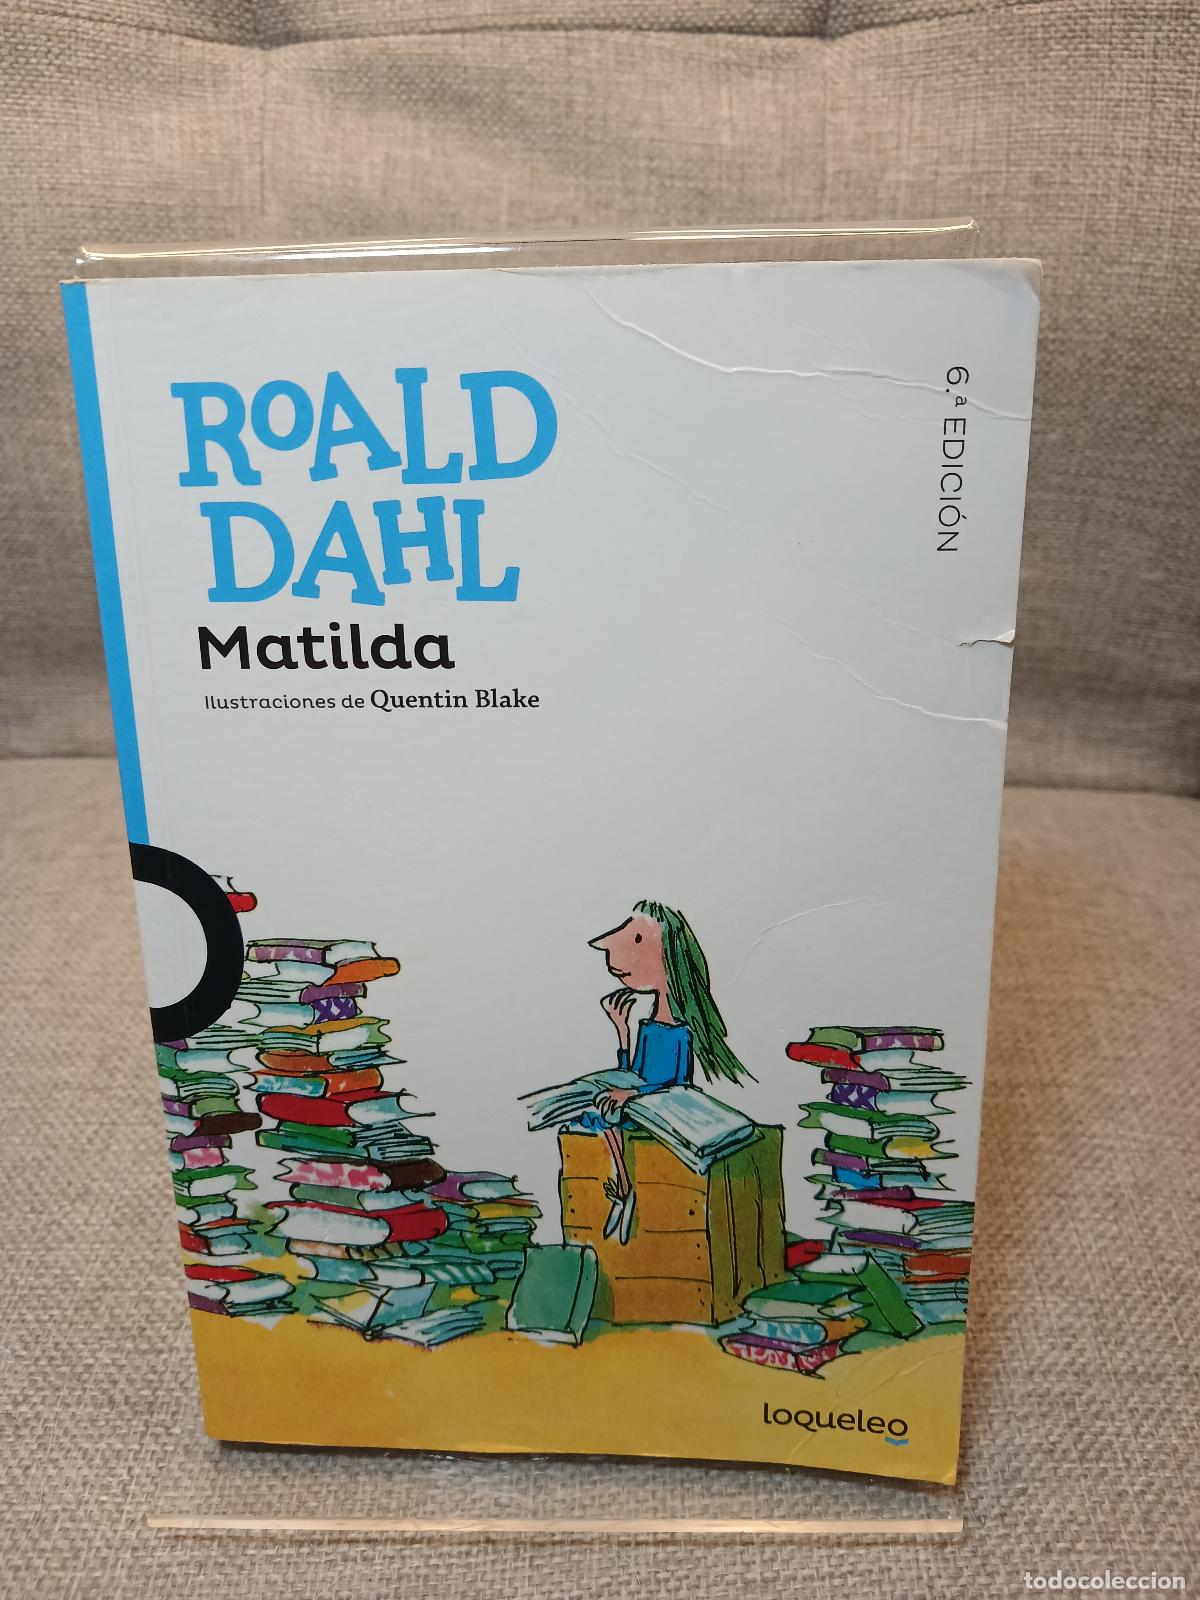 ROALD
DAHL
Matilda
Ilustraciones de Quentin Blake
6.ª EDICIÓN
loqueleo
todocoleccion